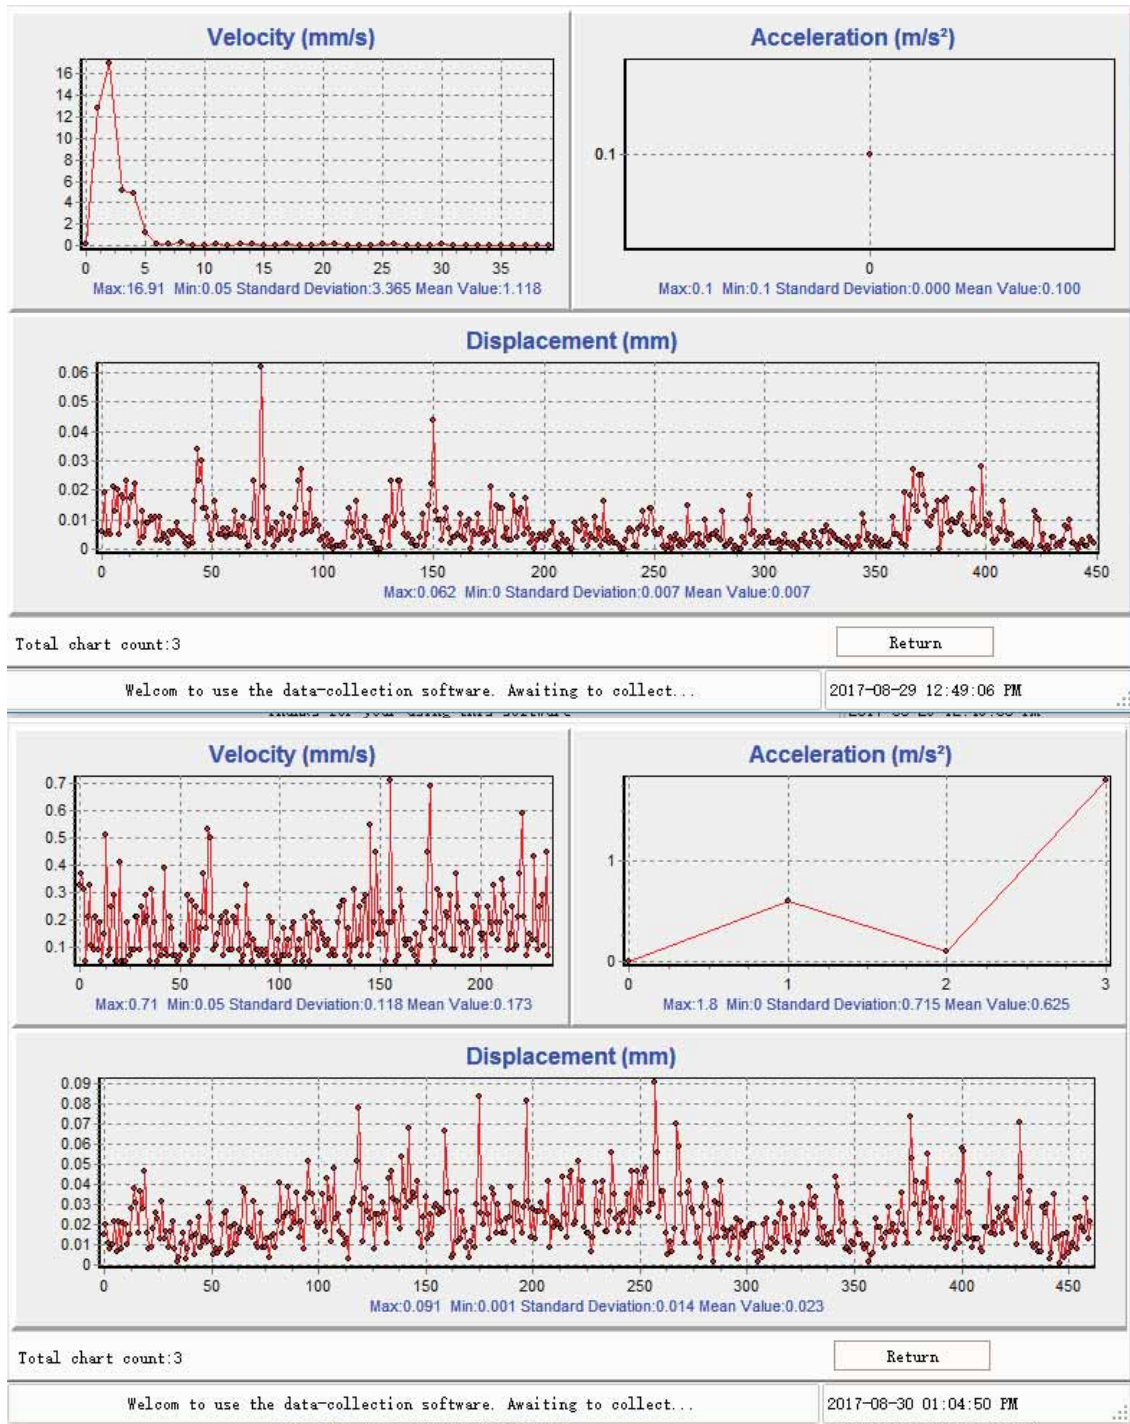 Velocity (mm/s)
Acceleration (m/s²)
16
14
12
10
8
6
4
2
0
0 5 10 15 20 25 30 35
0.1
0
Max:16.91 Min:0.05 Standard Deviation:3.365 Mean Value:1.118
Max:0.1 Min:0.1 Standard Deviation:0.000 Mean Value:0.100
Displacement (mm)
0.06
0.05
0.04
0.03
0.02
0.01
0
0 50 100 150 200 250 300 350 400 450
Max:0.062 Min:0 Standard Deviation:0.007 Mean Value:0.007
Total chart count:3
Return
Welcom to use the data-collection software. Awaiting to collect...
2017-08-29 12:49:06 PM
Velocity (mm/s)
Acceleration (m/s²)
0.7
0.6
0.5
0.4
0.3
0.2
0.1
0 50 100 150 200
1
0
0 1 2 3
Max:0.71 Min:0.05 Standard Deviation:0.118 Mean Value:0.173
Max:1.8 Min:0 Standard Deviation:0.715 Mean Value:0.625
Displacement (mm)
0.09
0.08
0.07
0.06
0.05
0.04
0.03
0.02
0.01
0
0 50 100 150 200 250 300 350 400 450
Max:0.091 Min:0.001 Standard Deviation:0.014 Mean Value:0.023
Total chart count:3
Return
Welcom to use the data-collection software. Awaiting to collect...
2017-08-30 01:04:50 PM